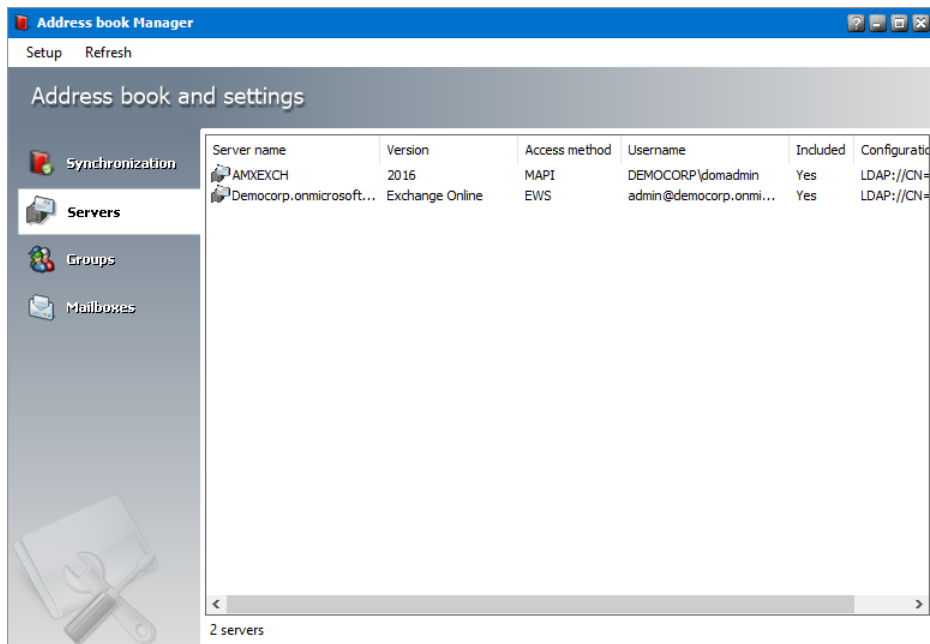 Address book Manager
Setup Refresh
Address book and settings
Synchronization
Servers
Groups
Mailboxes
Server name Version Access method Username Included Configuratio
AMXEXCH 2016 MAPI DEMOCORP\domadmin Yes LDAP://CN=
Democorp.onmicrosoft... Exchange Online EWS admin@democorp.onmi... Yes LDAP://CN=
2 servers